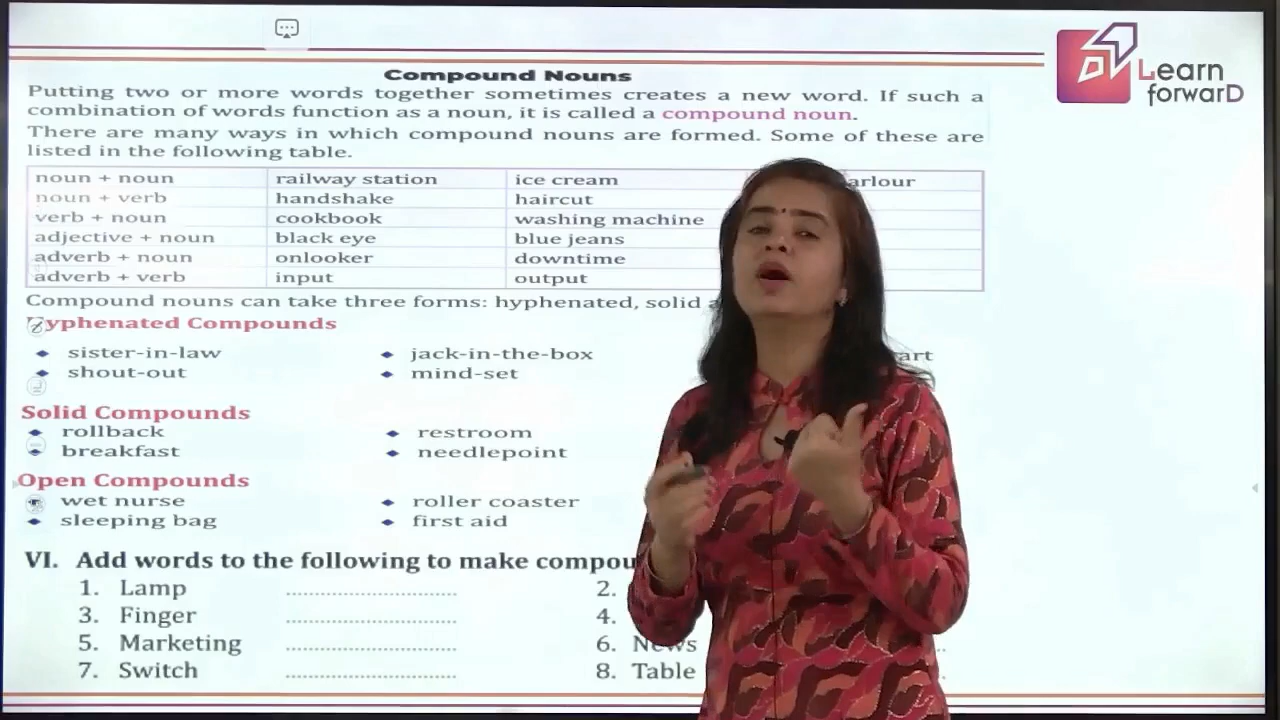 Learn
forwarD
Compound Nouns
Putting two or more words together sometimes creates a new word. If such a
combination of words function as a noun, it is called a compound noun.
There are many ways in which compound nouns are formed. Some of these are
listed in the following table.
noun + noun railway station ice cream arlour
noun + verb handshake haircut
verb + noun cookbook washing machine
adjective + noun black eye blue jeans
adverb + noun onlooker downtime
adverb + verb input output
Compound nouns can take three forms: hyphenated, solid
Hyphenated Compounds
sister-in-law jack-in-the-box art
shout-out mind-set
Solid Compounds
rollback restroom
breakfast needlepoint
Open Compounds
wet nurse roller coaster
sleeping bag first aid
VI. Add words to the following to make compou
1. Lamp .................................. 2.
3. Finger .................................. 4.
5. Marketing .................................. 6. News
7. Switch .................................. 8. Table